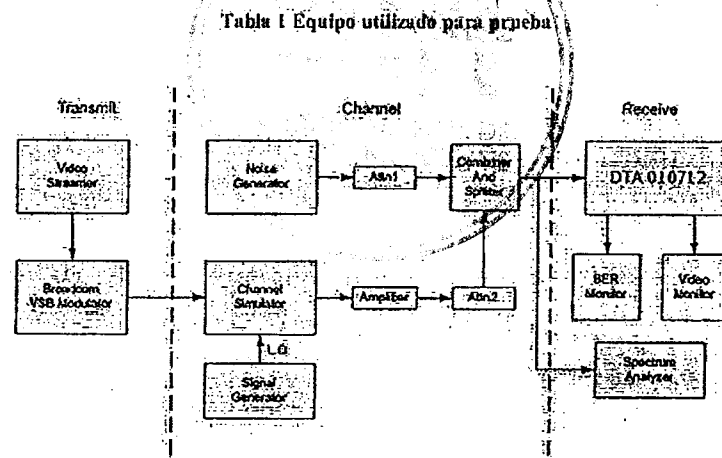 Tabla 1 Equipo utilizado para prueba
Transmit
Channel
Receive
Video
Streamer
Noise
Generator
Attn1
Combiner
And
Splitter
DTA 010712
Broadcom
VSB Modulator
Channel
Simulator
Amplifier
Attn2
BER
Monitor
Video
Monitor
LO
Signal
Generator
Spectrum
Analyzer